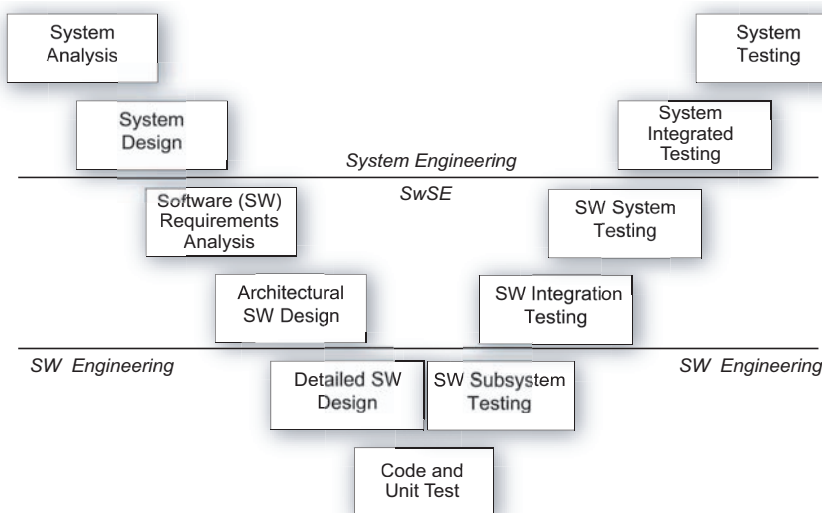 System
Analysis
System
Testing
System
Design
System
Integrated
Testing
System Engineering
SwSE
Software (SW)
Requirements
Analysis
SW System
Testing
Architectural
SW Design
SW Integration
Testing
SW Engineering
SW Engineering
Detailed SW
Design
SW Subsystem
Testing
Code and
Unit Test